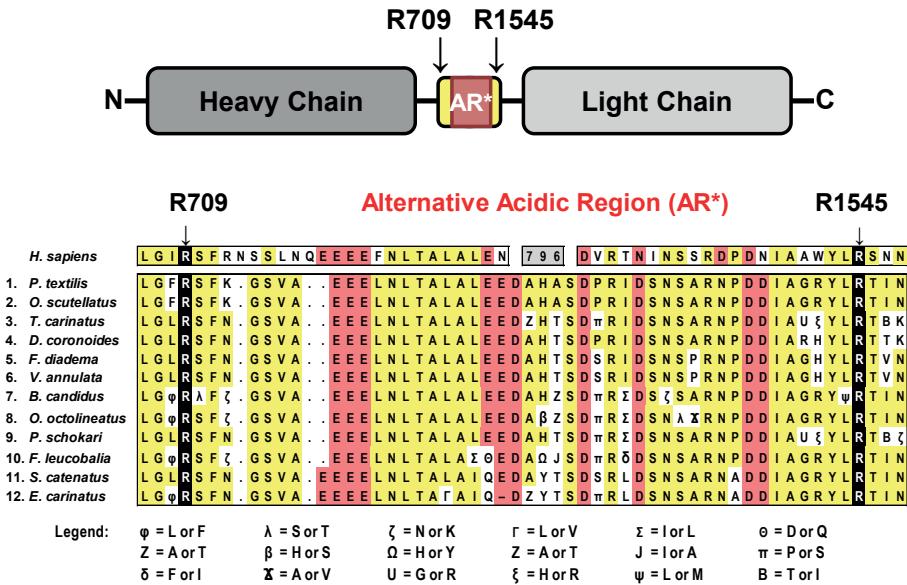 R709 R1545
N Heavy Chain AR* Light Chain C
R709 Alternative Acidic Region (AR*) R1545
H. sapiens L G I R S F R N S S L N Q E E E E F N L T A L A L E N 7 9 6 D V R T N I N S S R D P D N I A A W Y L R S N N
1. P. textilis L G F R S F K . G S V A . . E E E L N L T A L A L E E D A H A S D P R I D S N S A R N P D D I A G R Y L R T I N
2. O. scutellatus L G F R S F K . G S V A . . E E E L N L T A L A L E E D A H A S D P R I D S N S A R N P D D I A G R Y L R T I N
3. T. carinatus L G L R S F N . G S V A . . E E E L N L T A L A L E E D Z H T S D π R I D S N S A R N P D D I A U ξ Y L R T B K
4. D. coronoides L G L R S F N . G S V A . . E E E L N L T A L A L E E D A H T S D P R I D S N S A R N P D D I A R H Y L R T T K
5. F. diadema L G L R S F N . G S V A . . E E E L N L T A L A L E E D A H T S D S R I D S N S P R N P D D I A G H Y L R T V N
6. V. annulata L G L R S F N . G S V A . . E E E L N L T A L A L E E D A H T S D S R I D S N S P R N P D D I A G H Y L R T V N
7. B. candidus L G φ R λ F ζ . G S V A . . E E E L N L T A L A L E E D A H Z S D π R Σ D S ζ S A R N P D D I A G R Y ψ R T I N
8. O. octolineatus L G φ R S F ζ . G S V A . . E E E L N L T A L A L E E D A β Z S D π R Σ D S N λ Ɣ R N P D D I A G R Y L R T I N
9. P. schokari L G L R S F N . G S V A . . E E E L N L T A L A L E E D A H T S D π R Σ D S N S A R N P D D I A U ξ Y L R T B ζ
10. F. leucobalia L G φ R S F ζ . G S V A . . E E E L N L T A L A Σ Θ E D A Ω J S D π R δ D S N S A R N P D D I A G R Y L R T I N
11. S. catenatus L G L R S F N . G S V A . E E E E L N L T A L A I Q E D A Y T S D S R L D S N S A R N A D D I A G R Y L R T I N
12. E. carinatus L G φ R S F N . G S V A . E E E E L N L T A Γ A I Q – D Z Y T S D π R L D S N S A R N A D D I A G R Y L R T I N
Legend: φ = L or F λ = S or T ζ = N or K Γ = L or V Σ = I or L Θ = D or Q
Z = A or T β = H or S Ω = H or Y Z = A or T J = I or A π = P or S
δ = F or I Ɣ = A or V U = G or R ξ = H or R ψ = L or M B = T or I